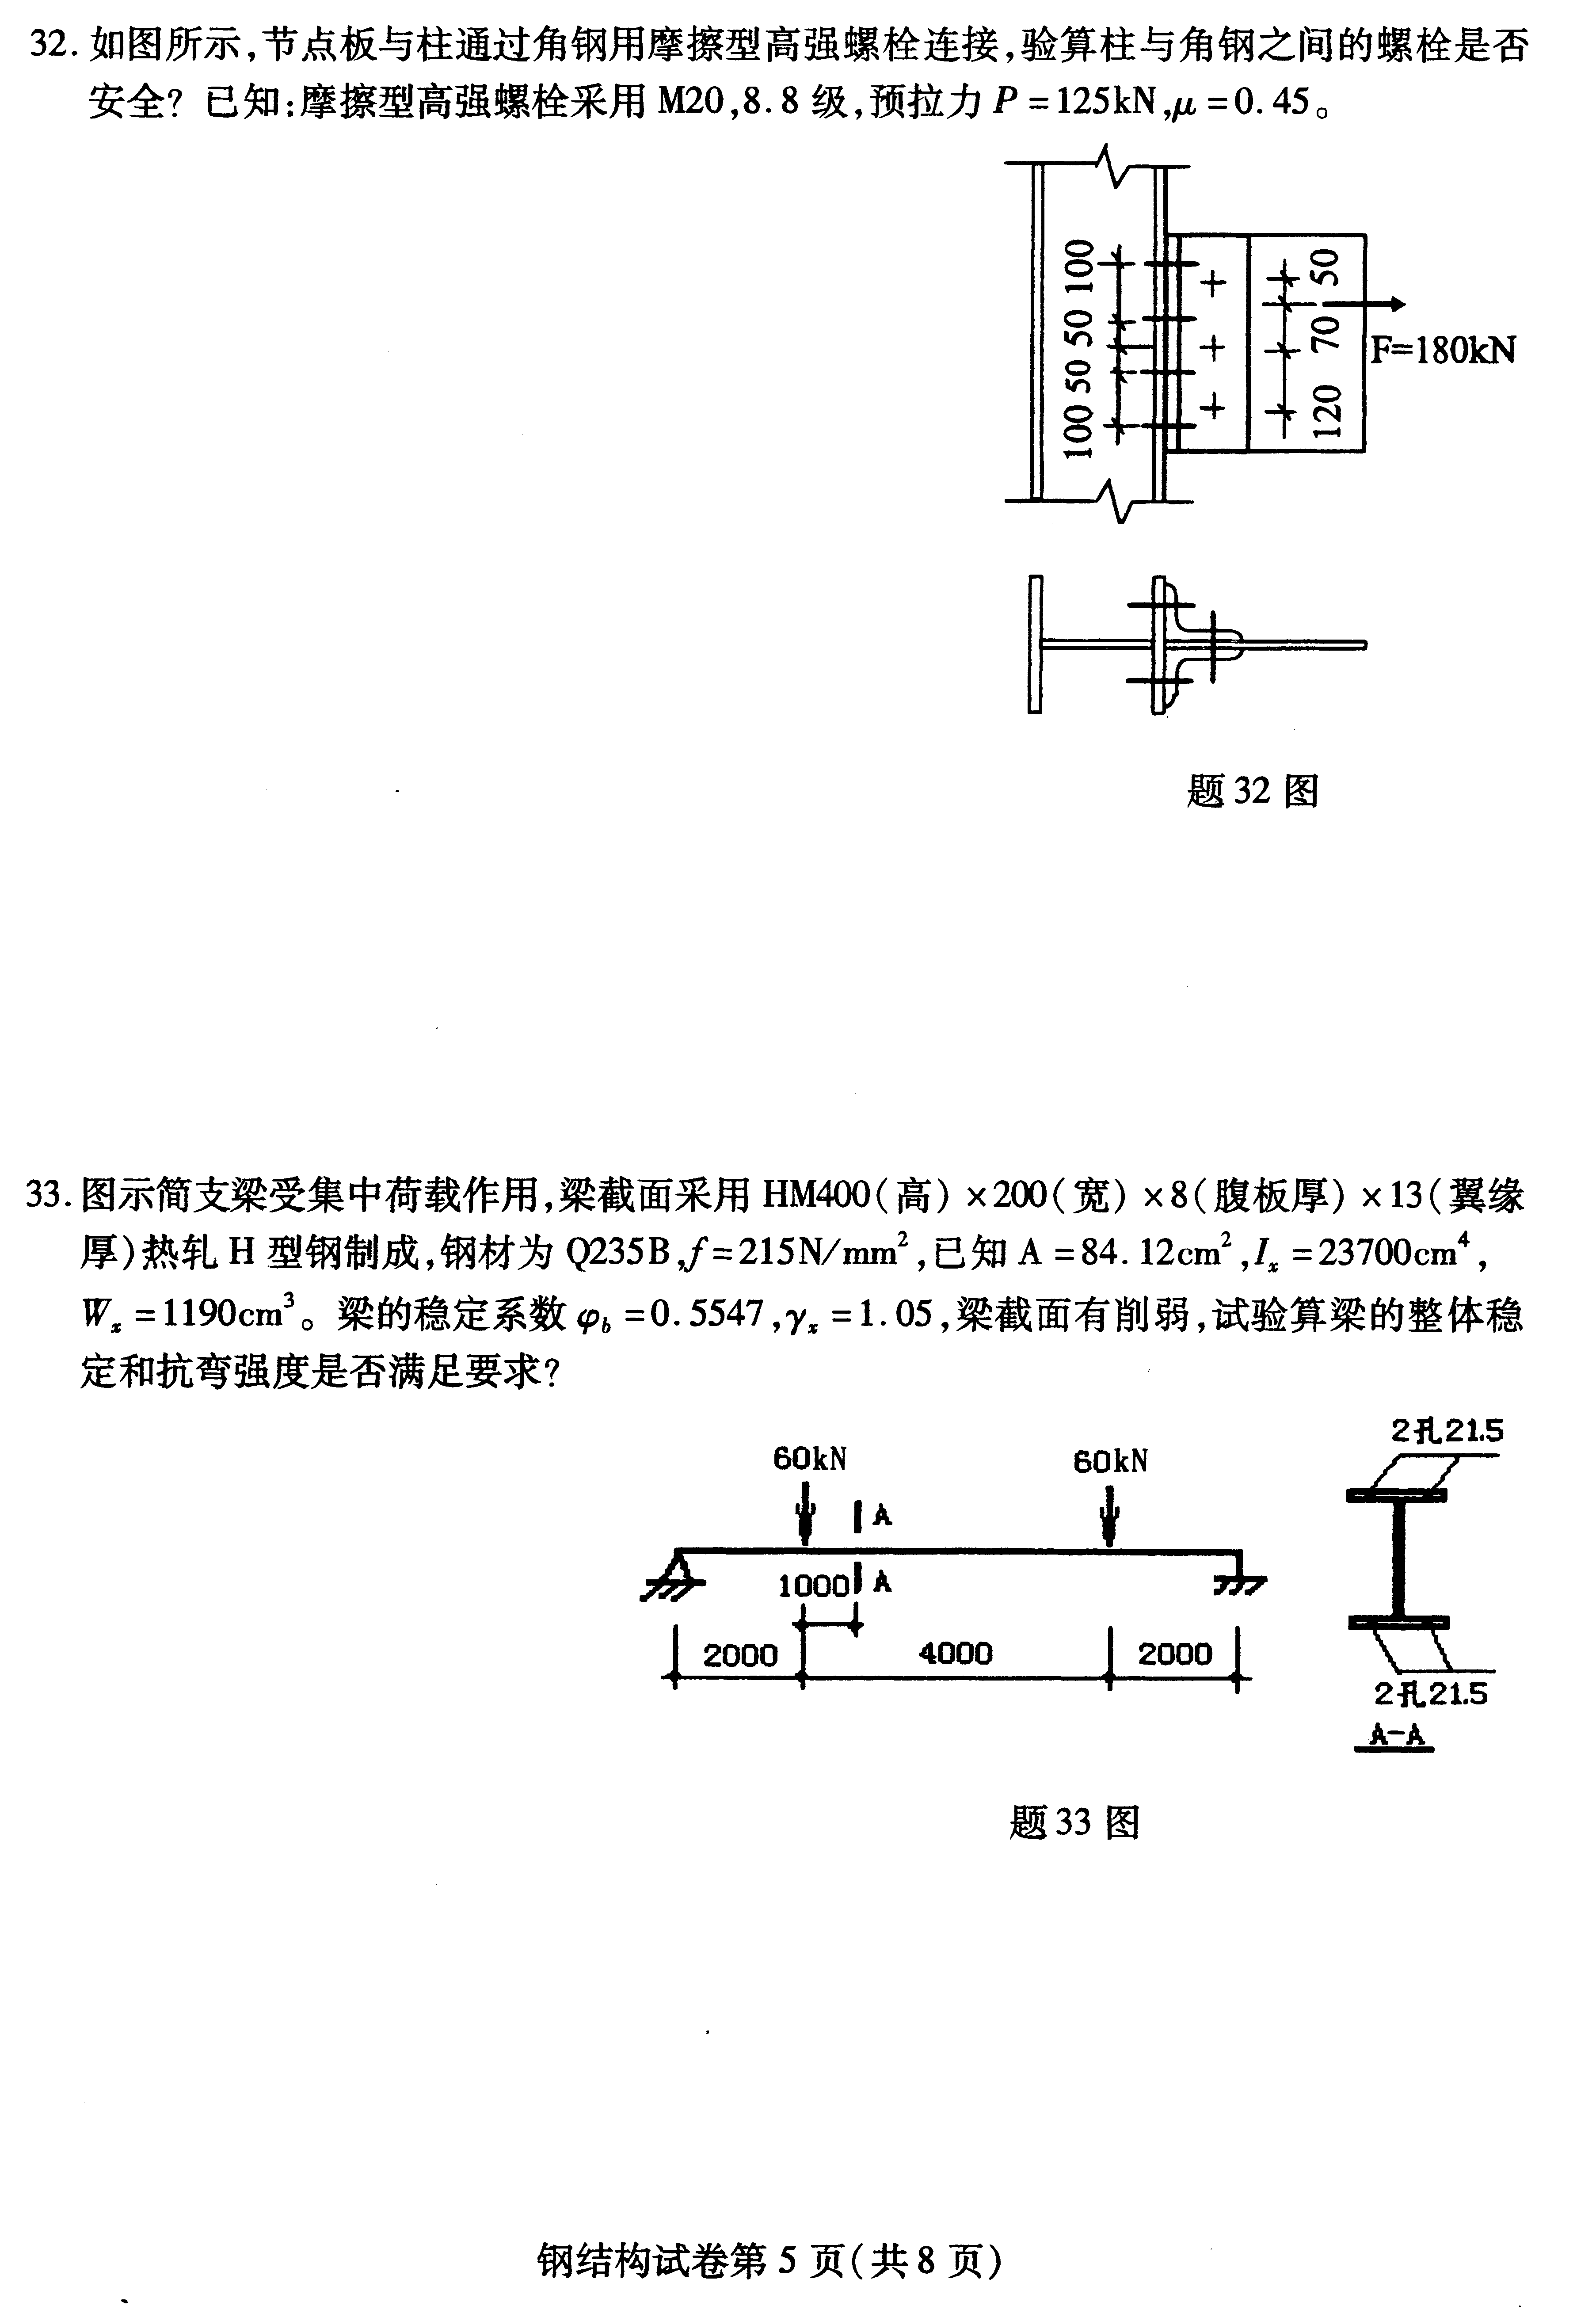 32. 如图所示,节点板与柱通过角钢用摩擦型高强螺栓连接,验算柱与角钢之间的螺栓是否
安全? 已知:摩擦型高强螺栓采用 M20,8.8 级,预拉力 P = 125kN,μ = 0.45。
100
50
50
100
50
70
120
F=180kN
题 32 图
33. 图示简支梁受集中荷载作用,梁截面采用 HM400(高)×200(宽)×8(腹板厚)×13(翼缘
厚)热轧 H 型钢制成,钢材为 Q235B,f = 215N/mm²,已知 A = 84.12cm²,Iₓ = 23700cm⁴,
Wₓ = 1190cm³。梁的稳定系数 φb = 0.5547,γₓ = 1.05,梁截面有削弱,试验算梁的整体稳
定和抗弯强度是否满足要求?
2孔21.5
60kN
60kN
A
1000
A
2000
4000
2000
2孔21.5
A-A
题 33 图
钢结构试卷第 5 页(共 8 页)